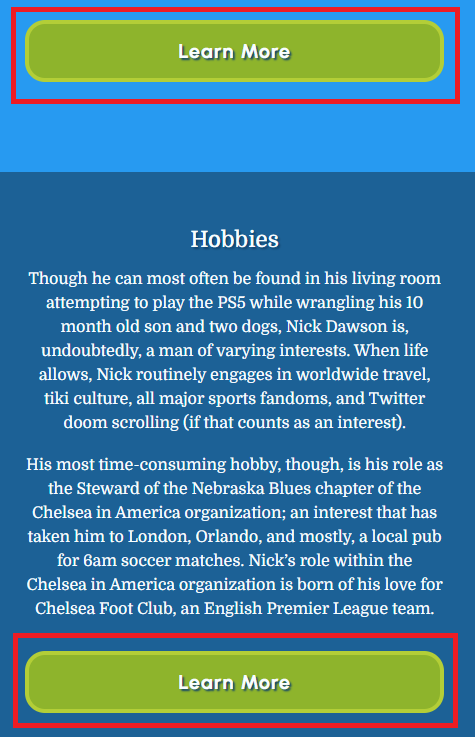 Learn More
Hobbies
Though he can most often be found in his living room
attempting to play the PS5 while wrangling his 10
month old son and two dogs, Nick Dawson is,
undoubtedly, a man of varying interests. When life
allows, Nick routinely engages in worldwide travel,
tiki culture, all major sports fandoms, and Twitter
doom scrolling (if that counts as an interest).
His most time-consuming hobby, though, is his role as
the Steward of the Nebraska Blues chapter of the
Chelsea in America organization; an interest that has
taken him to London, Orlando, and mostly, a local pub
for 6am soccer matches. Nick’s role within the
Chelsea in America organization is born of his love for
Chelsea Foot Club, an English Premier League team.
Learn More